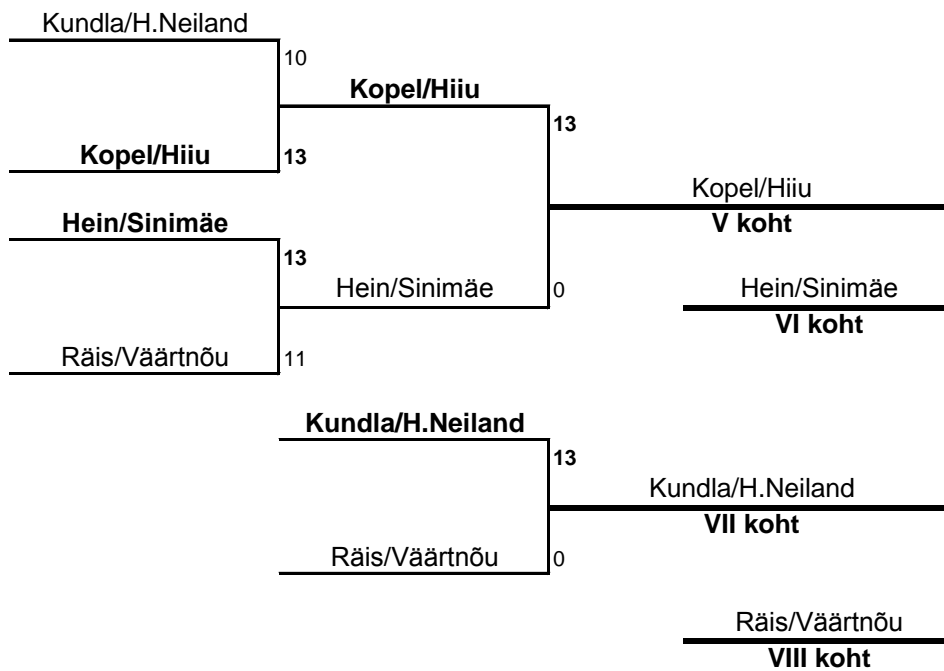 Kundla/H.Neiland
10
Kopel/Hiiu
13
Kopel/Hiiu
13
Kopel/Hiiu
V koht
Hein/Sinimäe
13
Hein/Sinimäe
0
Hein/Sinimäe
VI koht
Räis/Väärtnõu
11
Kundla/H.Neiland
13
Kundla/H.Neiland
VII koht
Räis/Väärtnõu
0
Räis/Väärtnõu
VIII koht